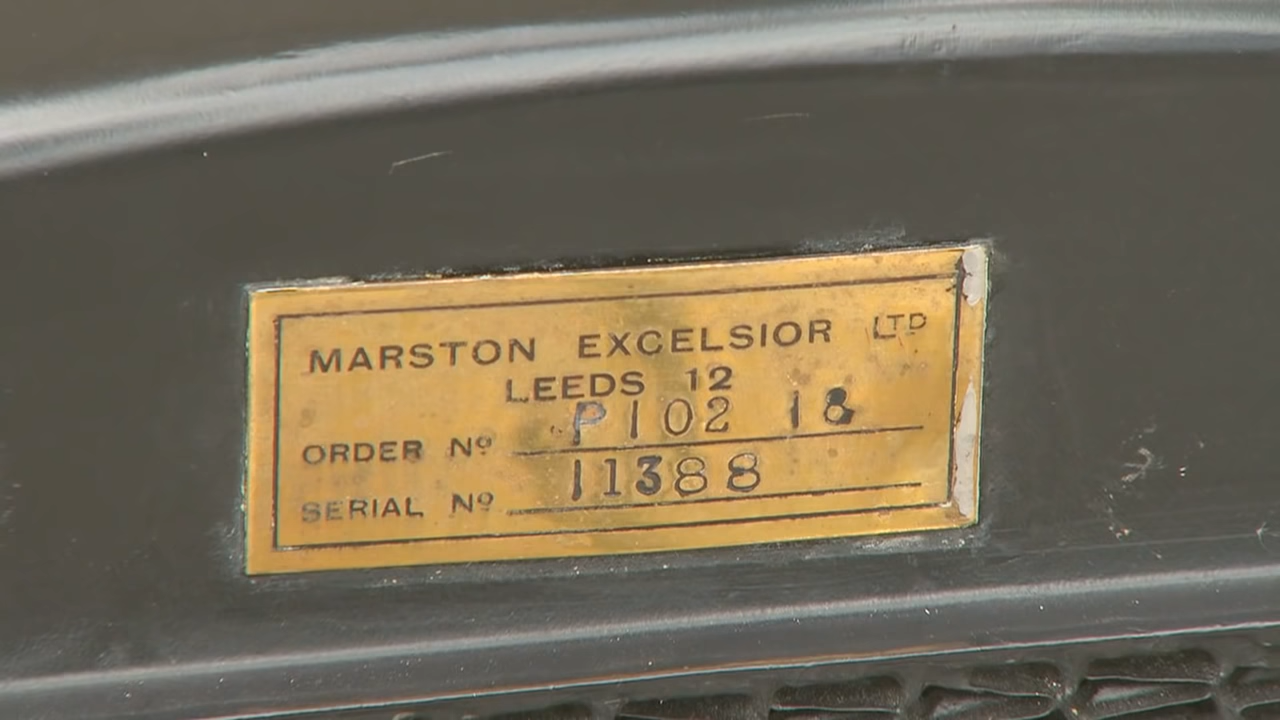 MARSTON EXCELSIOR LTD
LEEDS 12
ORDER Nº P102 18
SERIAL Nº 11388